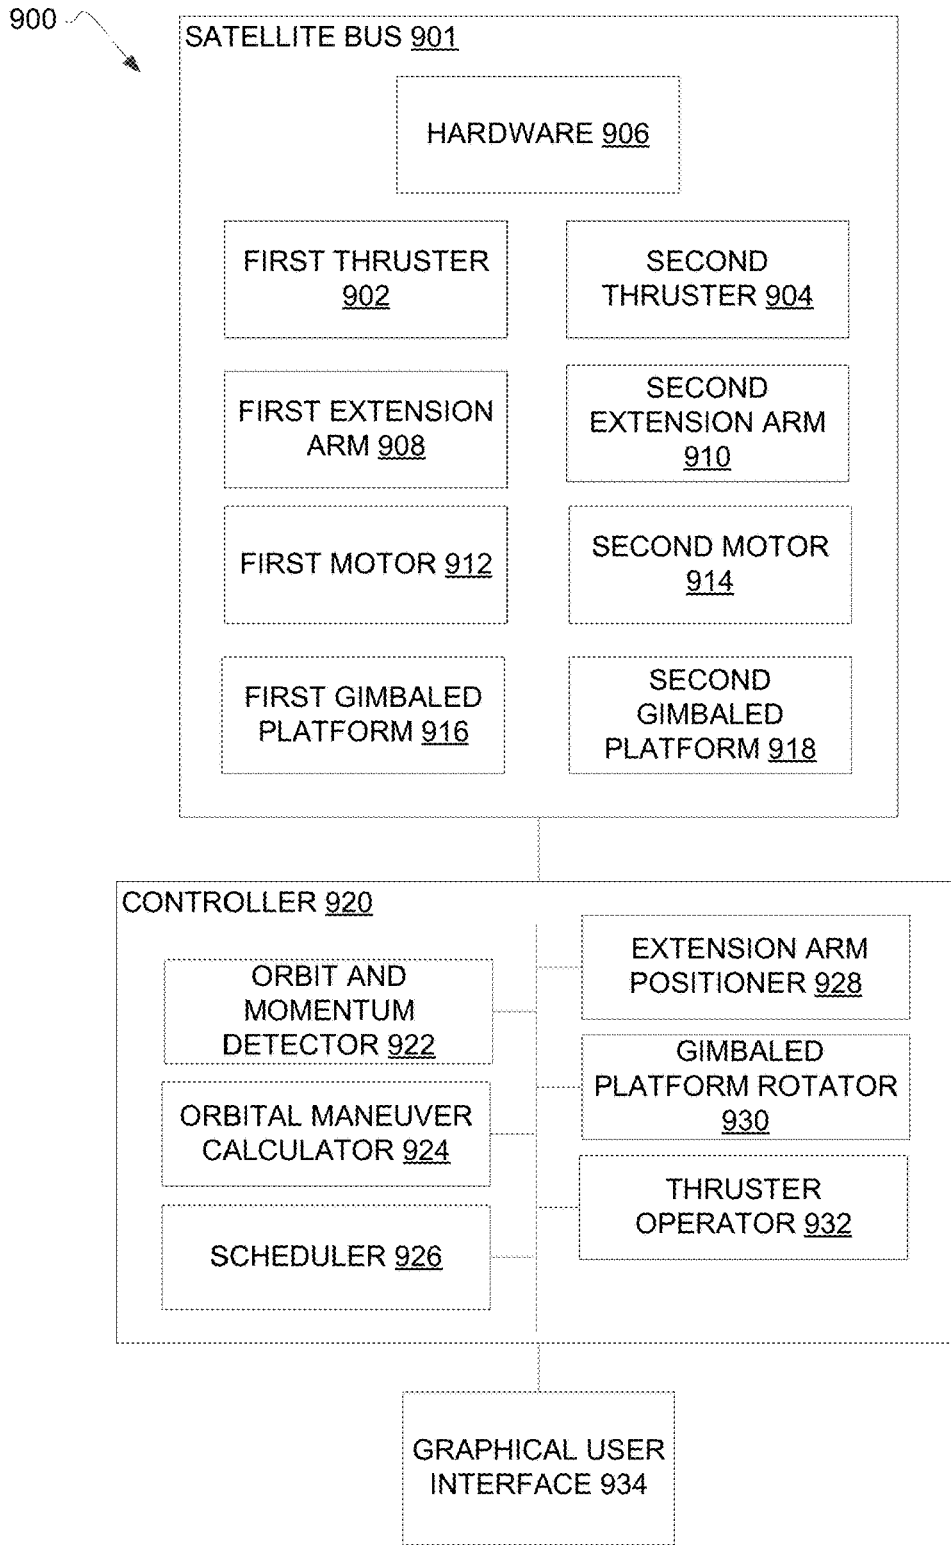 900
SATELLITE BUS 901
HARDWARE 906
FIRST THRUSTER
902
SECOND
THRUSTER 904
FIRST EXTENSION
ARM 908
SECOND
EXTENSION ARM
910
FIRST MOTOR 912
SECOND MOTOR
914
FIRST GIMBALED
PLATFORM 916
SECOND
GIMBALED
PLATFORM 918
CONTROLLER 920
ORBIT AND
MOMENTUM
DETECTOR 922
EXTENSION ARM
POSITIONER 928
ORBITAL MANEUVER
CALCULATOR 924
GIMBALED
PLATFORM ROTATOR
930
SCHEDULER 926
THRUSTER
OPERATOR 932
GRAPHICAL USER
INTERFACE 934